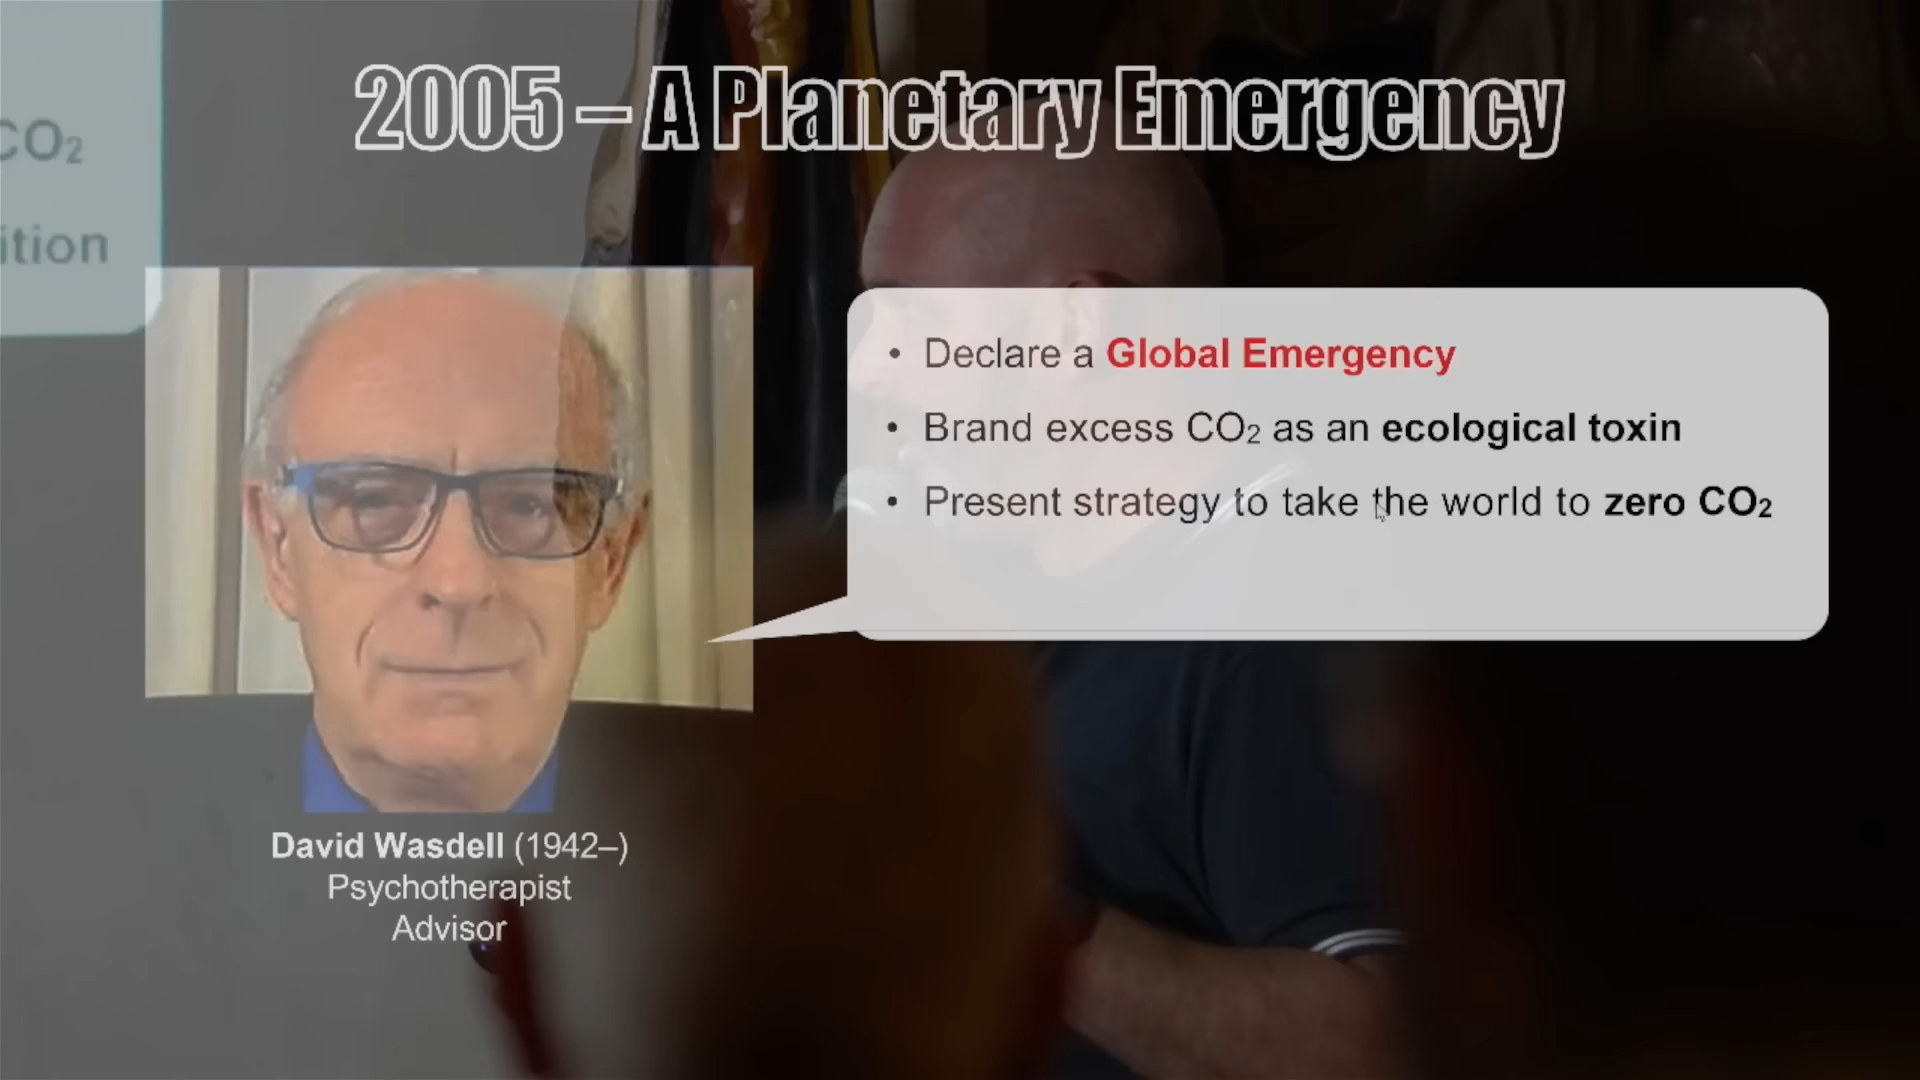 2005 – A Planetary Emergency
CO₂
ition
• Declare a Global Emergency
• Brand excess CO₂ as an ecological toxin
• Present strategy to take the world to zero CO₂
David Wasdell (1942–)
Psychotherapist
Advisor